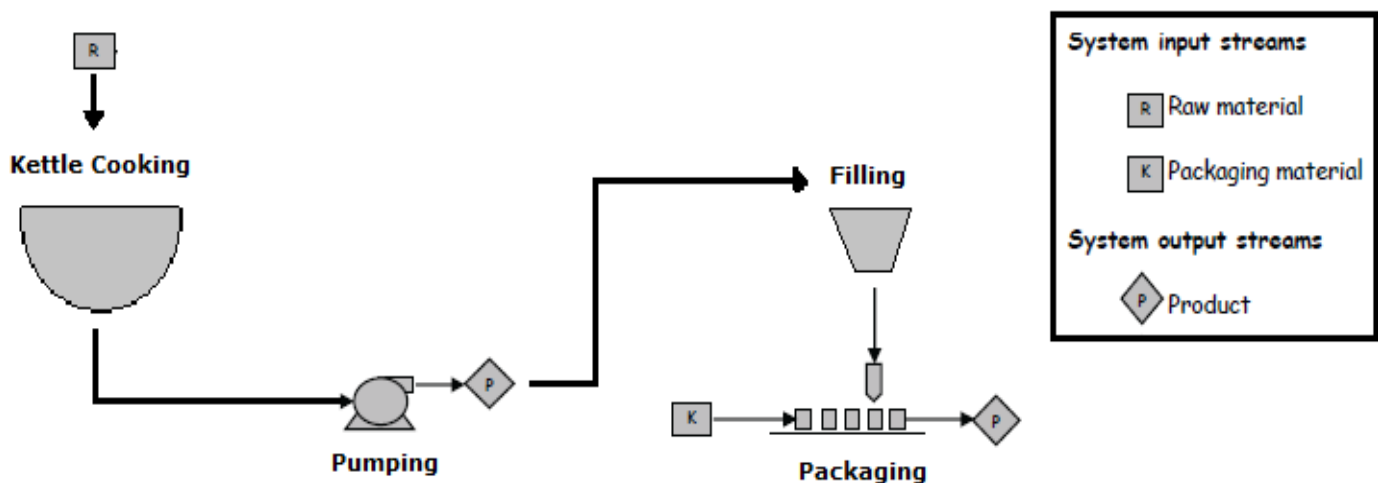 R
Kettle Cooking
Pumping
P
Filling
K
P
Packaging
System input streams
R Raw material
K Packaging material
System output streams
P Product